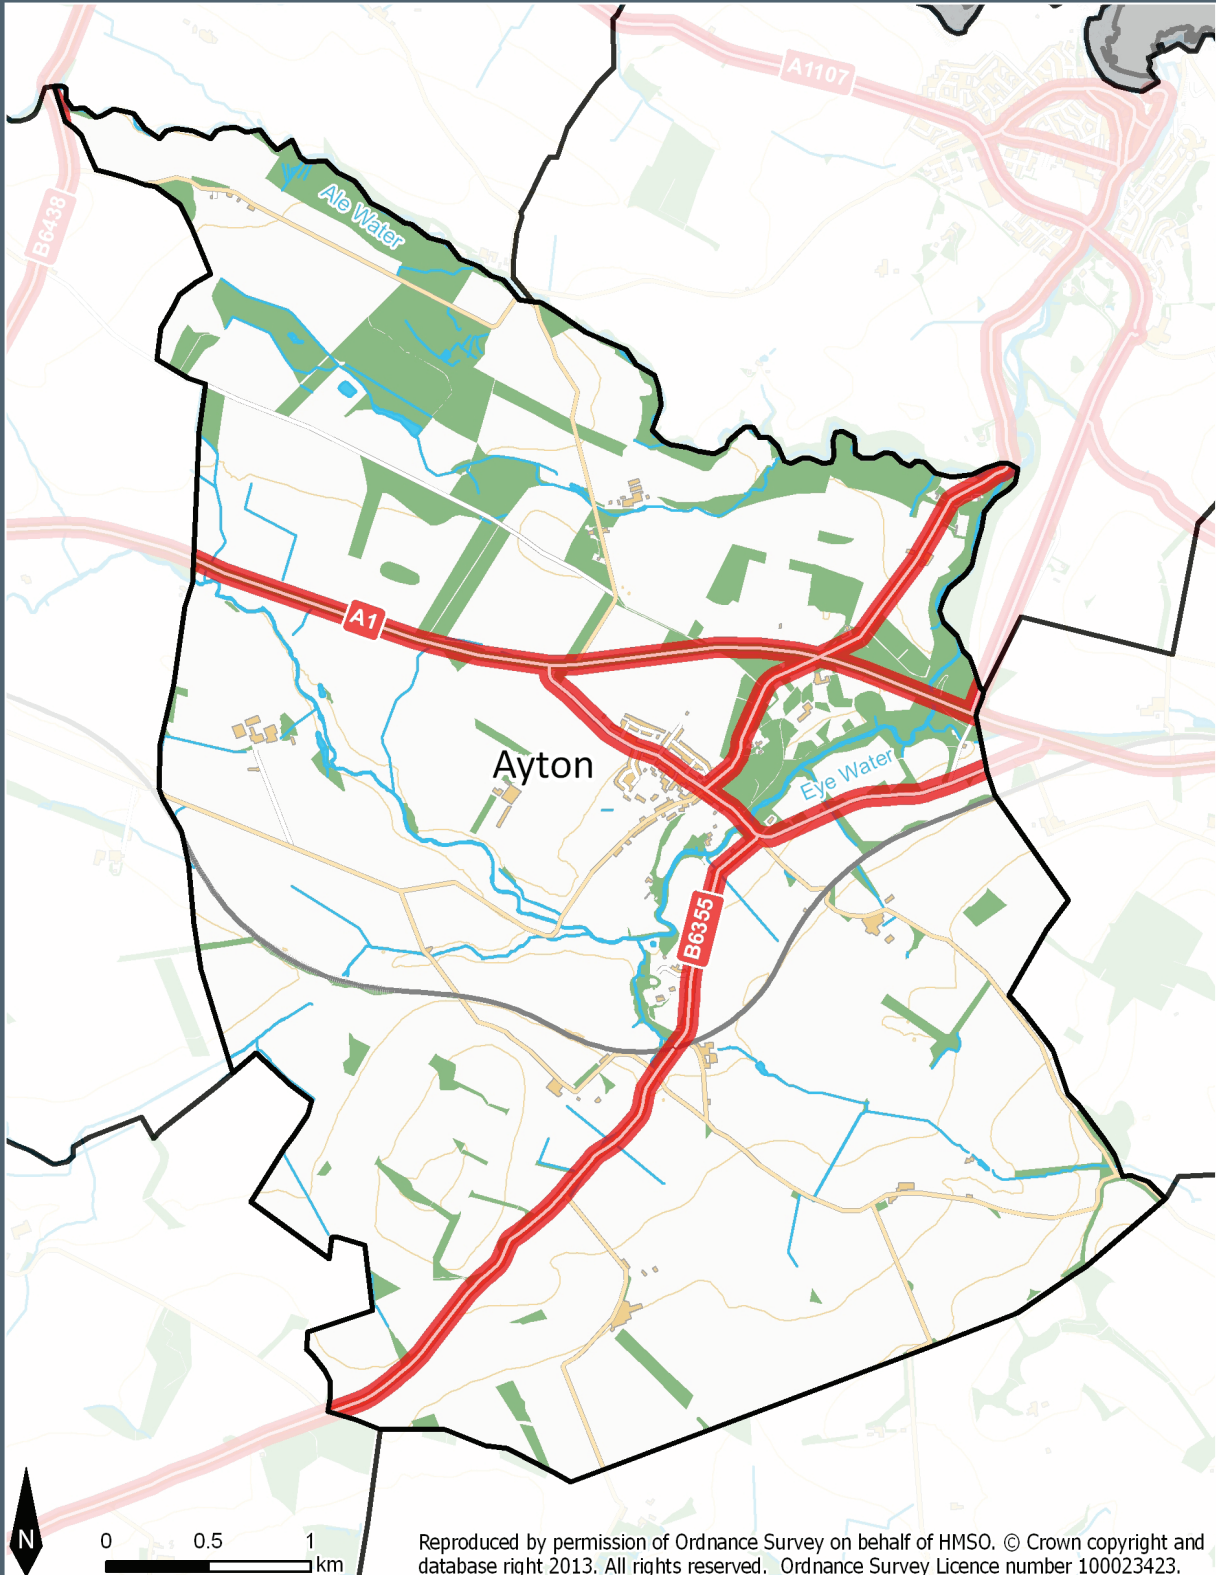 A1107
B6438
Ale Water
A1
Ayton
Eye Water
B6355
N
0 0.5 1
km
Reproduced by permission of Ordnance Survey on behalf of HMSO. © Crown copyright and
database right 2013. All rights reserved. Ordnance Survey Licence number 100023423.